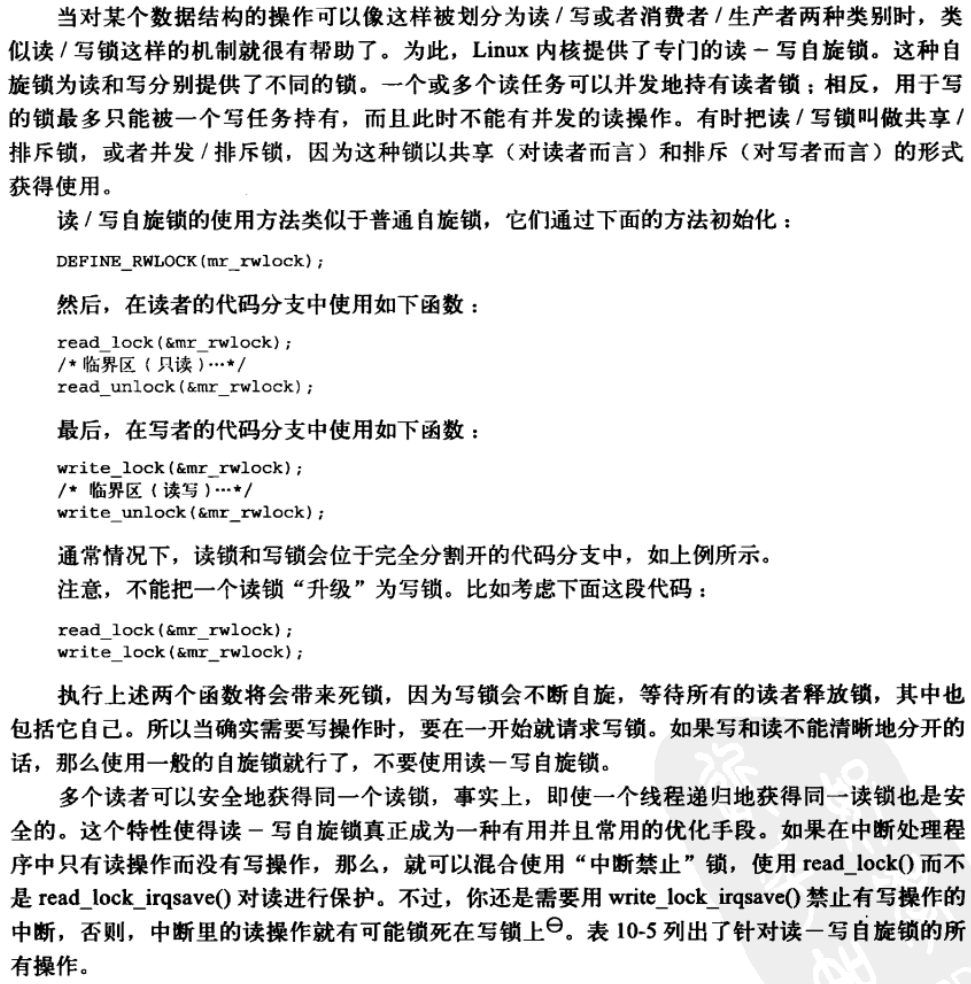 当对某个数据结构的操作可以像这样被划分为读 / 写或者消费者 / 生产者两种类别时，类
似读 / 写锁这样的机制就很有帮助了。为此，Linux 内核提供了专门的读 – 写自旋锁。这种自
旋锁为读和写分别提供了不同的锁。一个或多个读任务可以并发地持有读者锁；相反，用于写
的锁最多只能被一个写任务持有，而且此时不能有并发的读操作。有时把读 / 写锁叫做共享 /
排斥锁，或者并发 / 排斥锁，因为这种锁以共享（对读者而言）和排斥（对写者而言）的形式
获得使用。
读 / 写自旋锁的使用方法类似于普通自旋锁，它们通过下面的方法初始化：
DEFINE_RWLOCK(mr_rwlock);
然后，在读者的代码分支中使用如下函数：
read_lock(&mr_rwlock);
/* 临界区（只读）…*/
read_unlock(&mr_rwlock);
最后，在写者的代码分支中使用如下函数：
write_lock(&mr_rwlock);
/* 临界区（读写）…*/
write_unlock(&mr_rwlock);
通常情况下，读锁和写锁会位于完全分割开的代码分支中，如上例所示。
注意，不能把一个读锁“升级”为写锁。比如考虑下面这段代码：
read_lock(&mr_rwlock);
write_lock(&mr_rwlock);
执行上述两个函数将会带来死锁，因为写锁会不断自旋，等待所有的读者释放锁，其中也
包括它自己。所以当确实需要写操作时，要在一开始就请求写锁。如果写和读不能清晰地分开的
话，那么使用一般的自旋锁就行了，不要使用读－写自旋锁。
多个读者可以安全地获得同一个读锁，事实上，即使一个线程递归地获得同一读锁也是安
全的。这个特性使得读 – 写自旋锁真正成为一种有用并且常用的优化手段。如果在中断处理程
序中只有读操作而没有写操作，那么，就可以混合使用“中断禁止”锁，使用 read_lock() 而不
是 read_lock_irqsave() 对读进行保护。不过，你还是需要用 write_lock_irqsave() 禁止有写操作的
中断，否则，中断里的读操作就有可能锁死在写锁上㊀。表 10-5 列出了针对读－写自旋锁的所
有操作。